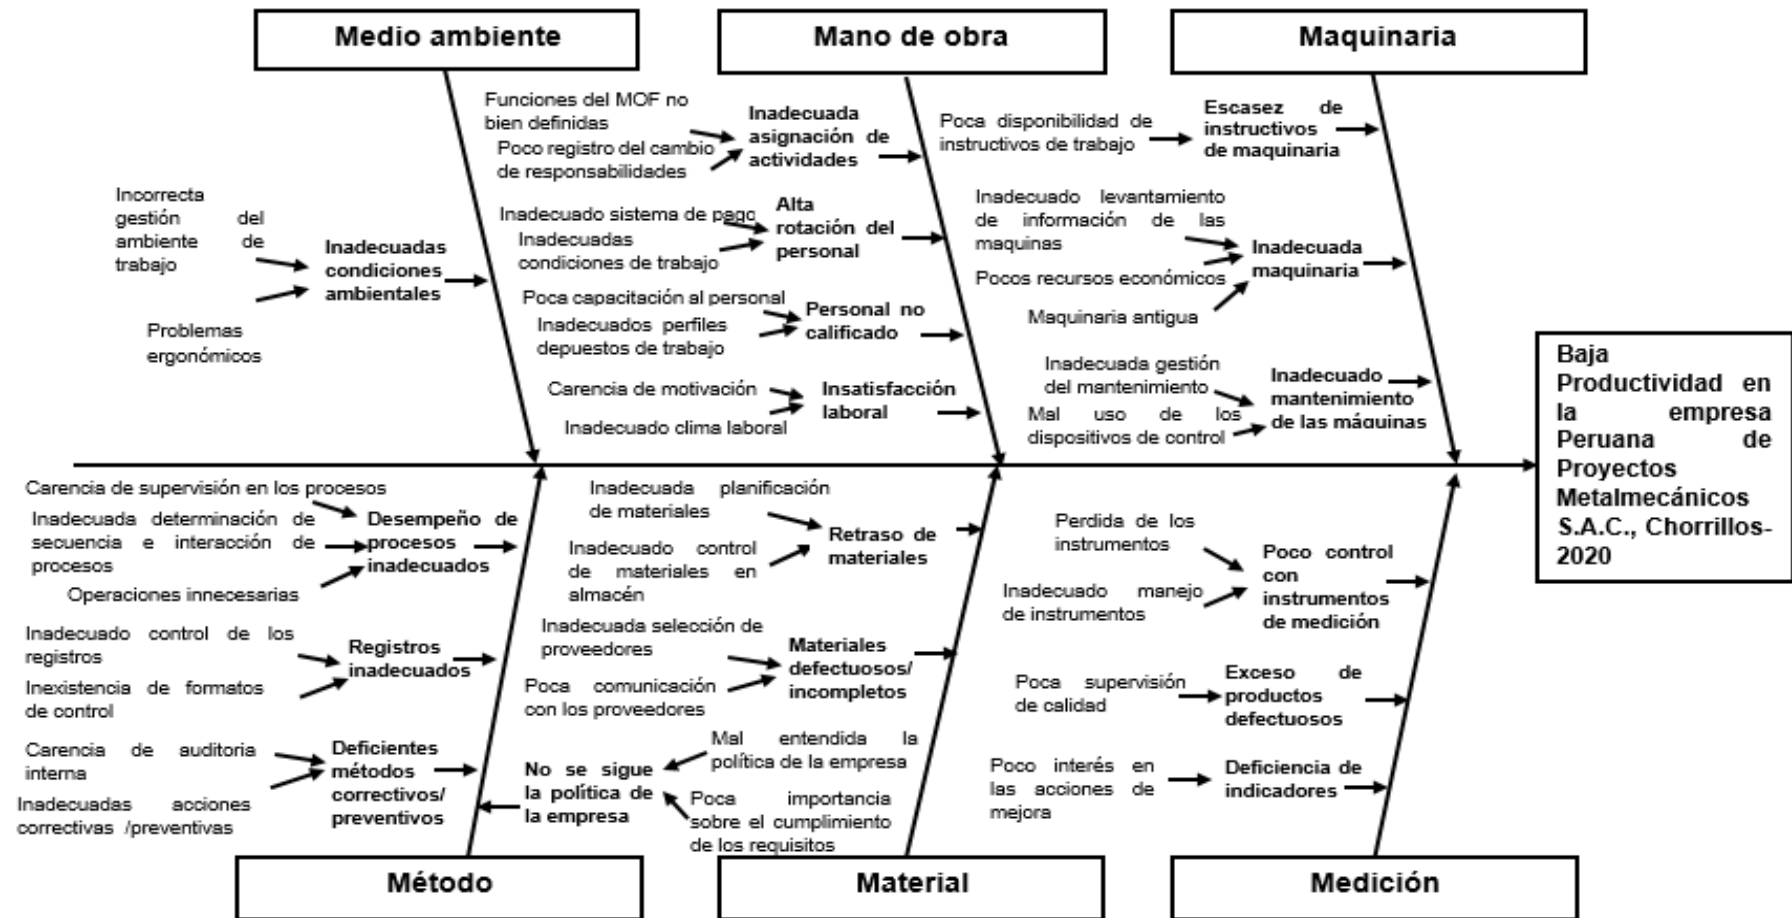 Medio ambiente
Mano de obra
Maquinaria
Incorrecta
gestión del
ambiente de
trabajo
Problemas
ergonómicos
Inadecuadas
condiciones
ambientales
Funciones del MOF no
bien definidas
Poco registro del cambio
de responsabilidades
Inadecuada
asignación de
actividades
Inadecuado sistema de pago
Inadecuadas
condiciones de trabajo
Alta
rotación del
personal
Poca capacitación al personal
Inadecuados perfiles
depuestos de trabajo
Personal no
calificado
Carencia de motivación
Inadecuado clima laboral
Insatisfacción
laboral
Poca disponibilidad de
instructivos de trabajo
Escasez de
instructivos
de maquinaria
Inadecuado levantamiento
de información de las
maquinas
Pocos recursos económicos
Maquinaria antigua
Inadecuada
maquinaria
Inadecuada gestión
del mantenimiento
Mal uso de los
dispositivos de control
Inadecuado
mantenimiento
de las máquinas
Baja
Productividad en
la empresa
Peruana de
Proyectos
Metalmecánicos
S.A.C., Chorrillos-
2020
Carencia de supervisión en los procesos
Inadecuada determinación de
secuencia e interacción de
procesos
Operaciones innecesarias
Desempeño de
procesos
inadecuados
Inadecuado control de los
registros
Inexistencia de formatos
de control
Registros
inadecuados
Carencia de auditoria
interna
Inadecuadas acciones
correctivas /preventivas
Deficientes
métodos
correctivos/
preventivos
Inadecuada planificación
de materiales
Inadecuado control
de materiales en
almacén
Retraso de
materiales
Inadecuada selección de
proveedores
Poca comunicación
con los proveedores
Materiales
defectuosos/
incompletos
No se sigue
la política de
la empresa
Mal entendida la
política de la empresa
Poca importancia
sobre el cumplimiento
de los requisitos
Perdida de los
instrumentos
Inadecuado manejo
de instrumentos
Poco control
con
instrumentos
de medición
Poca supervisión
de calidad
Exceso de
productos
defectuosos
Poco interés en
las acciones de
mejora
Deficiencia de
indicadores
Método
Material
Medición